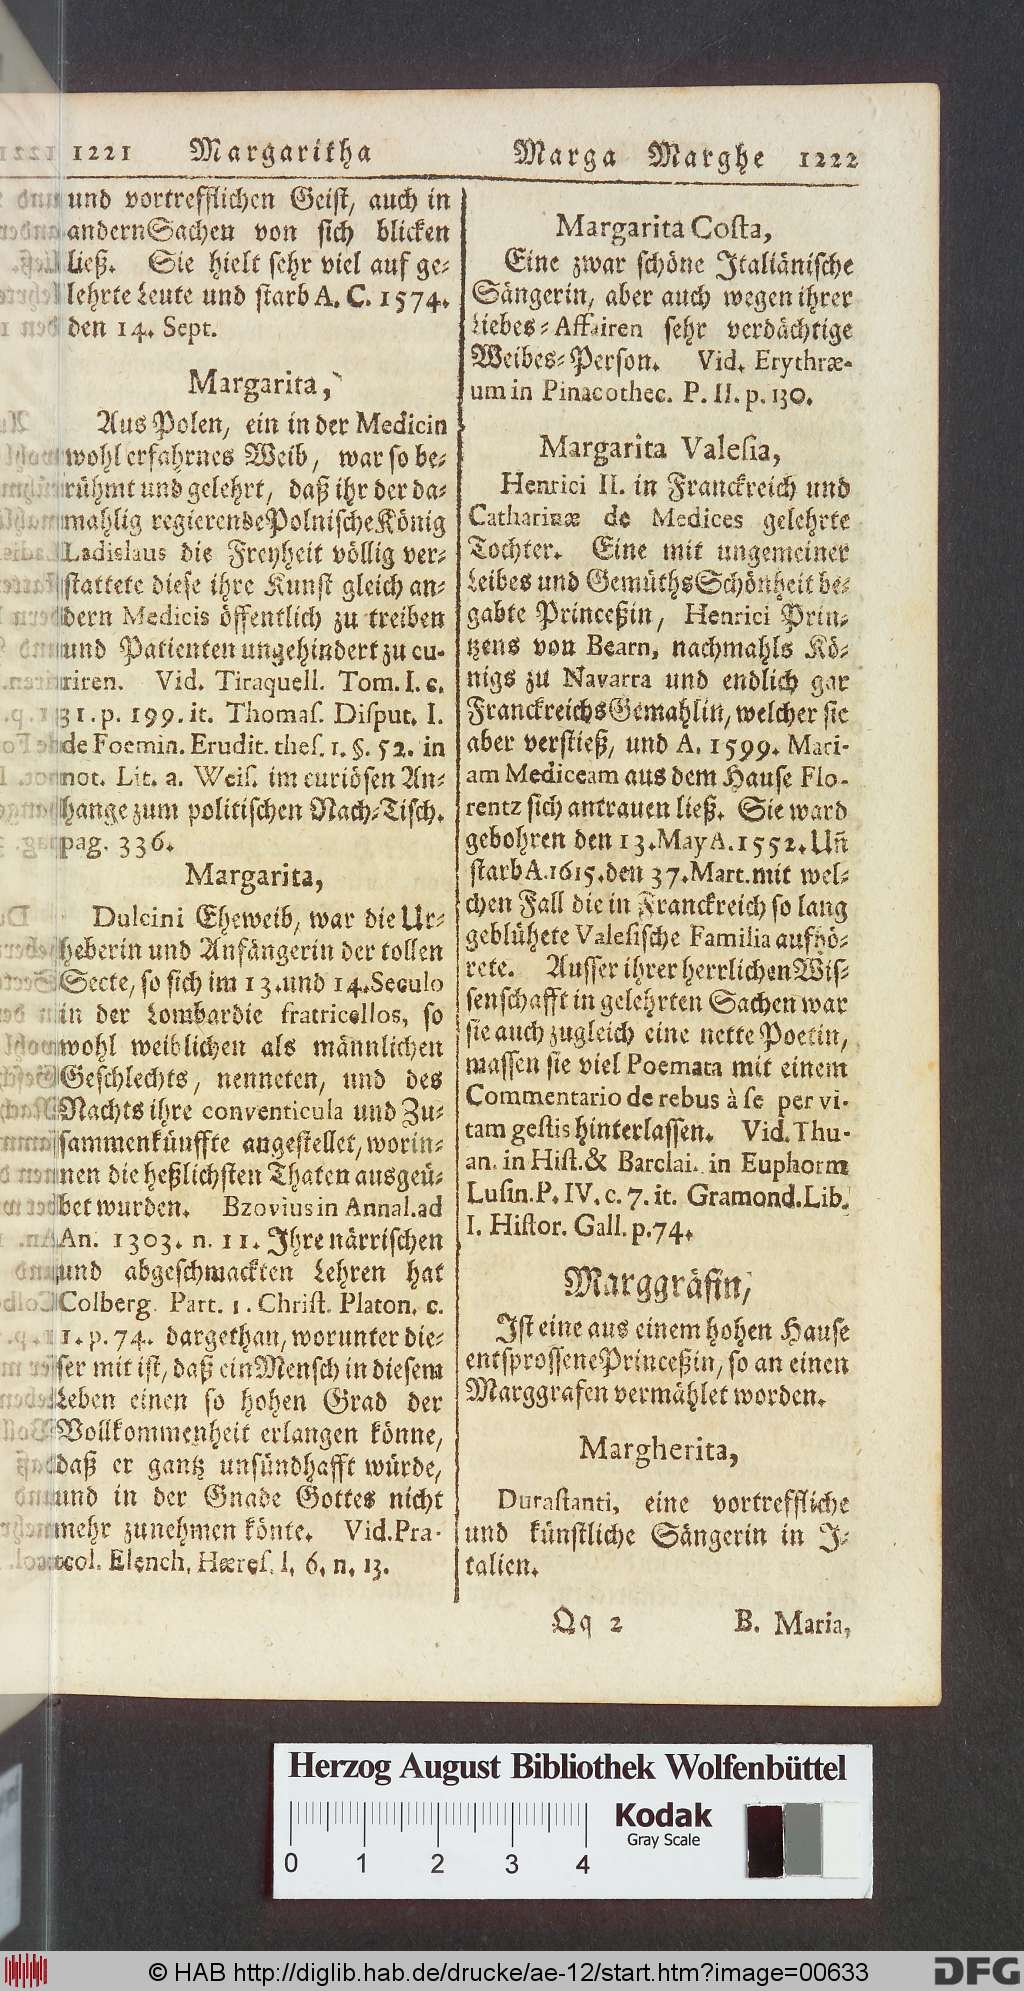 1221 Margaritha
und vortrefflichen Geist, auch in
andern Sachen von sich blicken
ließ. Sie hielt sehr viel auf ge-
lehrte Leute und starb A. C. 1574.
den 14. Sept.
Margarita,
Aus Polen, ein in der Medicin
wohl erfahrnes Weib, war so be-
rühmt und gelehrt, daß ihr der da-
mahlig regierende Polnische König
Ladislaus die Freyheit völlig ver-
stattete diese ihre Kunst gleich an-
dern Medicis öffentlich zu treiben
und Patienten ungehindert zu cu-
riren. Vid. Tiraquell. Tom. I. c.
31. p. 199. it. Thomas. Disput. I.
de Foemin. Erudit. thes. 1. §. 52. in
not. Lit. a. Weis. im curiösen An-
hange zum politischen Nach-Tisch.
pag. 336.
Margarita,
Dulcini Eheweib, war die Ur-
heberin und Anfängerin der tollen
Secte, so sich im 13. und 14. Seculo
in der Lombardie fratricellos, so
wohl weiblichen als männlichen
Geschlechts, nenneten, und des
Nachts ihre conventicula und Zu-
sammenkünffte angestellet, worin-
nen die heßlichsten Thaten ausgeü-
bet wurden. Bzovius in Annal. ad
An. 1303. n. 11. Ihre närrischen
und abgeschmackten Lehren hat
Colberg. Part. 1. Christ. Platon. c.
1. p. 74. dargethan, worunter die-
ser mit ist, daß ein Mensch in diesem
Leben einen so hohen Grad der
Vollkommenheit erlangen könne,
daß er gantz unsündhafft würde,
und in der Gnade Gottes nicht
mehr zunehmen könte. Vid. Pra-
teol. Elench. Hæres. l. 6. n. 13.
Marga Marghe 1222
Margarita Costa,
Eine zwar schöne Italiänische
Sängerin, aber auch wegen ihrer
Liebes-Affairen sehr verdächtige
Weibes-Person. Vid. Erythræ-
um in Pinacothec. P. II. p. 130.
Margarita Valesia,
Henrici II. in Franckreich und
Catharinæ de Medices gelehrte
Tochter. Eine mit ungemeiner
Leibes und Gemüths Schönheit be-
gabte Princeßin, Henrici Prin-
tzens von Bearn, nachmahls Kö-
nigs zu Navarra und endlich gar
Franckreichs Gemahlin, welcher sie
aber verstieß, und A. 1599. Mari-
am Mediceam aus dem Hause Flo-
rentz sich antrauen ließ. Sie ward
gebohren den 13. May A. 1552. Uñ
starb A. 1615. den 37. Mart. mit wel-
chen Fall die in Franckreich so lang
geblühete Valesische Familia aufhö-
rete. Ausser ihrer herrlichen Wis-
senschafft in gelehrten Sachen war
sie auch zugleich eine nette Poetin,
massen sie viel Poemata mit einem
Commentario de rebus à se per vi-
tam gestis hinterlassen. Vid. Thu-
an. in Hist. & Barclai. in Euphorm
Lusin. P. IV. c. 7. it. Gramond. Lib.
I. Histor. Gall. p. 74.
Marggräfin,
Ist eine aus einem hohen Hause
entsprossene Princeßin, so an einen
Marggrafen vermählet worden.
Margherita,
Durastanti, eine vortreffliche
und künstliche Sängerin in I-
talien.
Qq 2 B. Maria,
Herzog August Bibliothek Wolfenbüttel
Kodak
Gray Scale
0 1 2 3 4
© HAB http://diglib.hab.de/drucke/ae-12/start.htm?image=00633
DFG